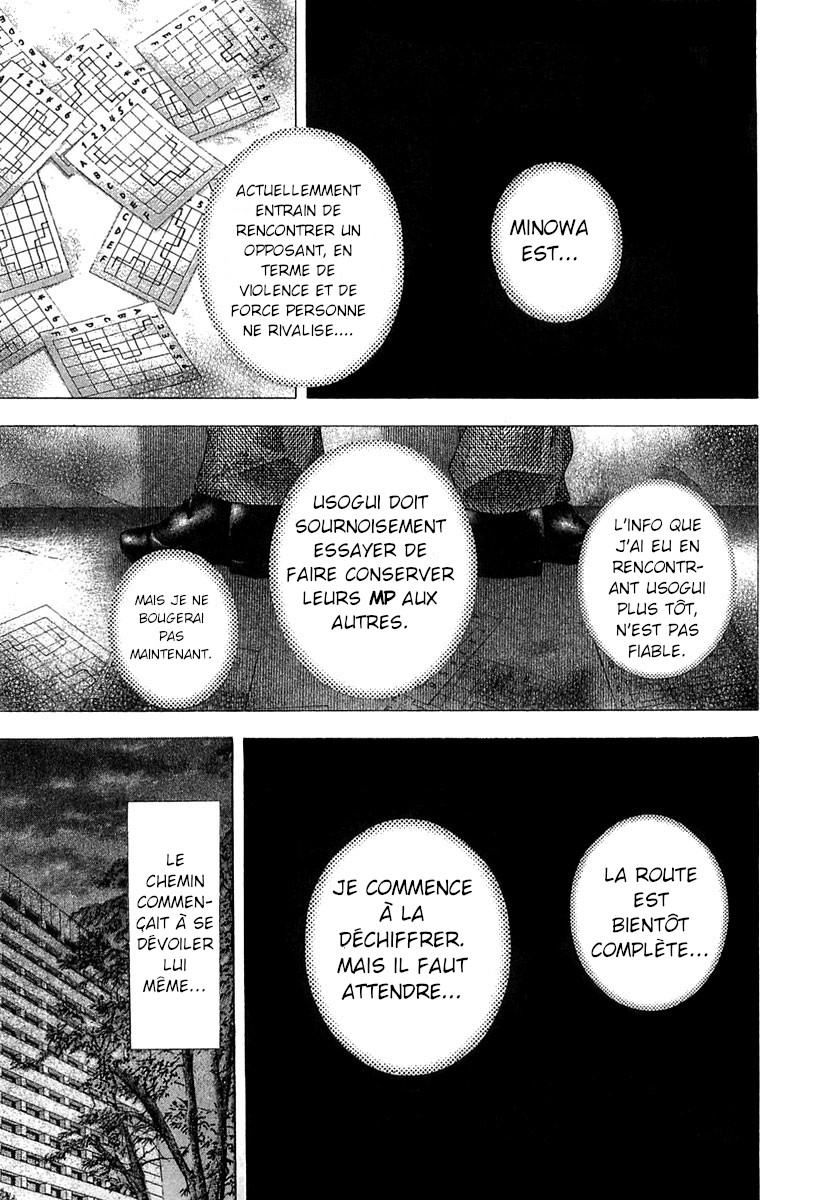 MINOWA
EST...
ACTUELLEMMENT
ENTRAIN DE
RENCONTRER UN
OPPOSANT, EN
TERME DE
VIOLENCE ET DE
FORCE PERSONNE
NE RIVALISE....
L'INFO QUE
J'AI EU EN
RENCONTR-
ANT USOGUI
PLUS TÔT,
N'EST PAS
FIABLE.
USOGUI DOIT
SOURNOISEMENT
ESSAYER DE
FAIRE CONSERVER
LEURS MP AUX
AUTRES.
MAIS JE NE
BOUGERAI
PAS
MAINTENANT.
LA ROUTE
EST
BIENTÔT
COMPLÈTE...
JE COMMENCE
À LA
DÉCHIFFRER.
MAIS IL FAUT
ATTENDRE...
LE
CHEMIN
COMMEN-
ÇAIT À SE
DÉVOILER
LUI
MÊME...